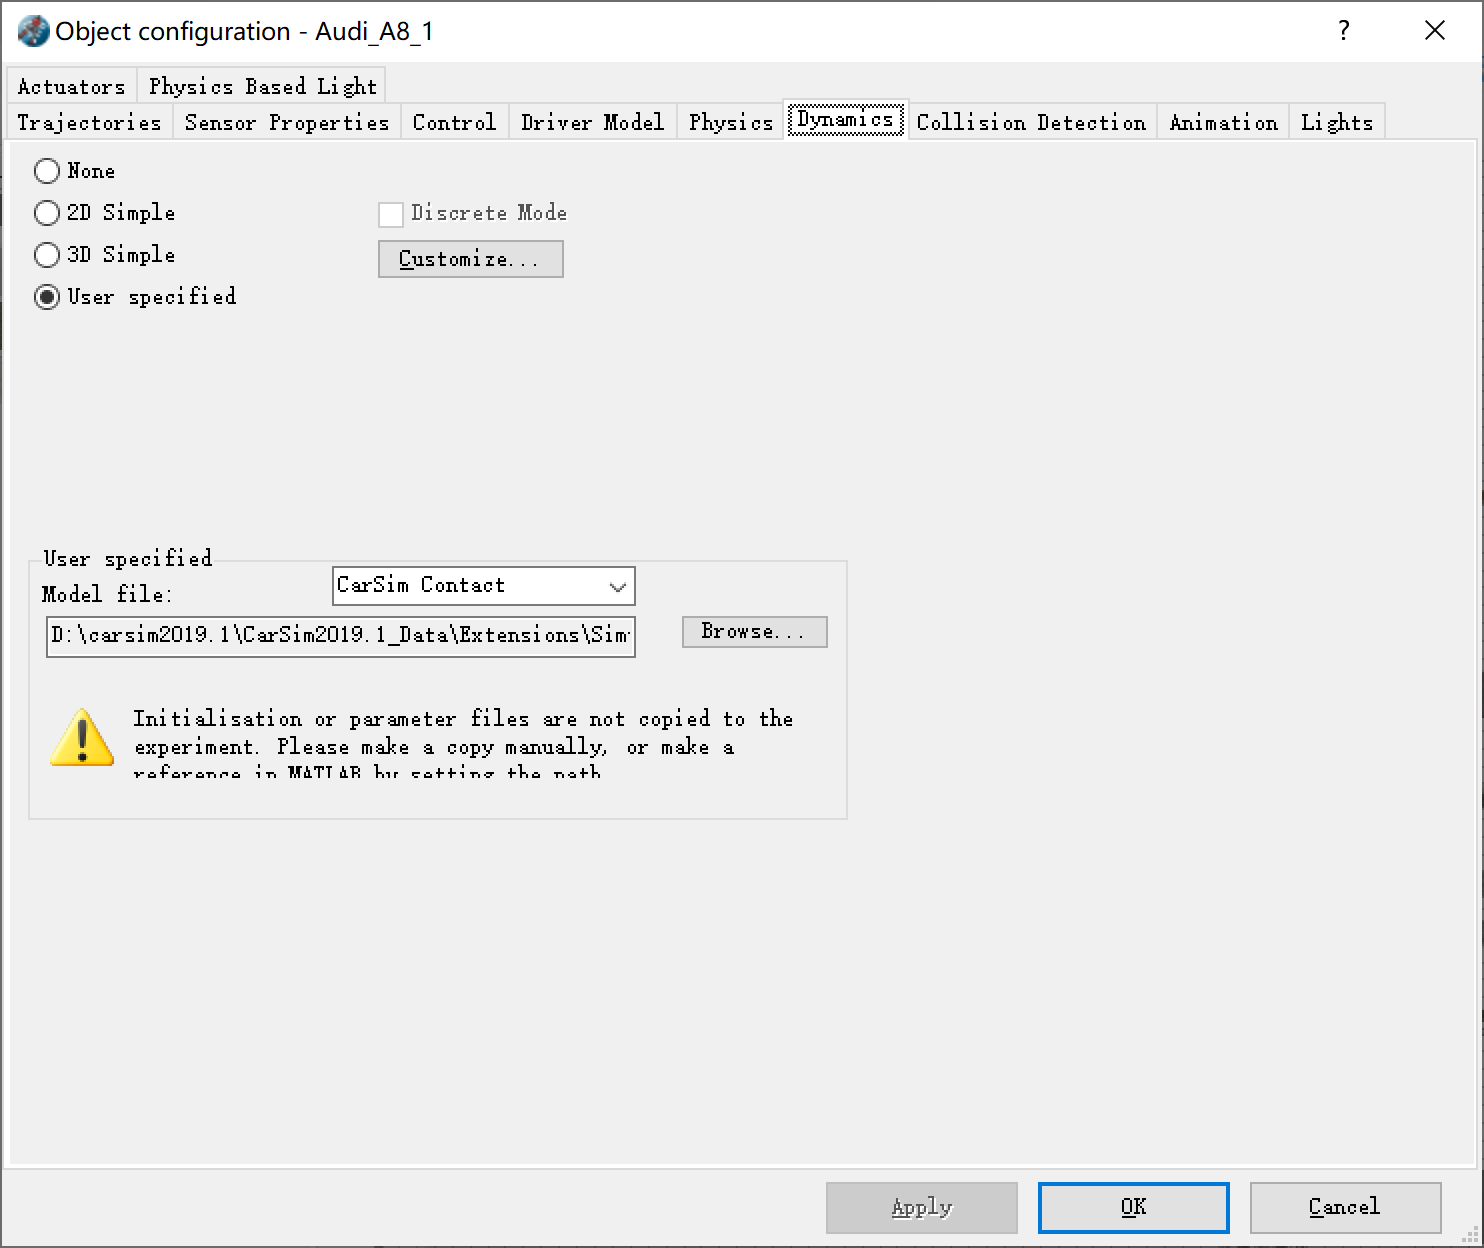 Object configuration - Audi_A8_1 ?
Actuators Physics Based Light
Trajectories Sensor Properties Control Driver Model Physics Dynamics Collision Detection Animation Lights
None
2D Simple Discrete Mode
3D Simple Customize...
User specified
User specified
Model file: CarSim Contact
D:\carsim2019.1\CarSim2019.1_Data\Extensions\Sim Browse...
Initialisation or parameter files are not copied to the
experiment. Please make a copy manually, or make a
reference in MATLAB by setting the path
Apply OK Cancel